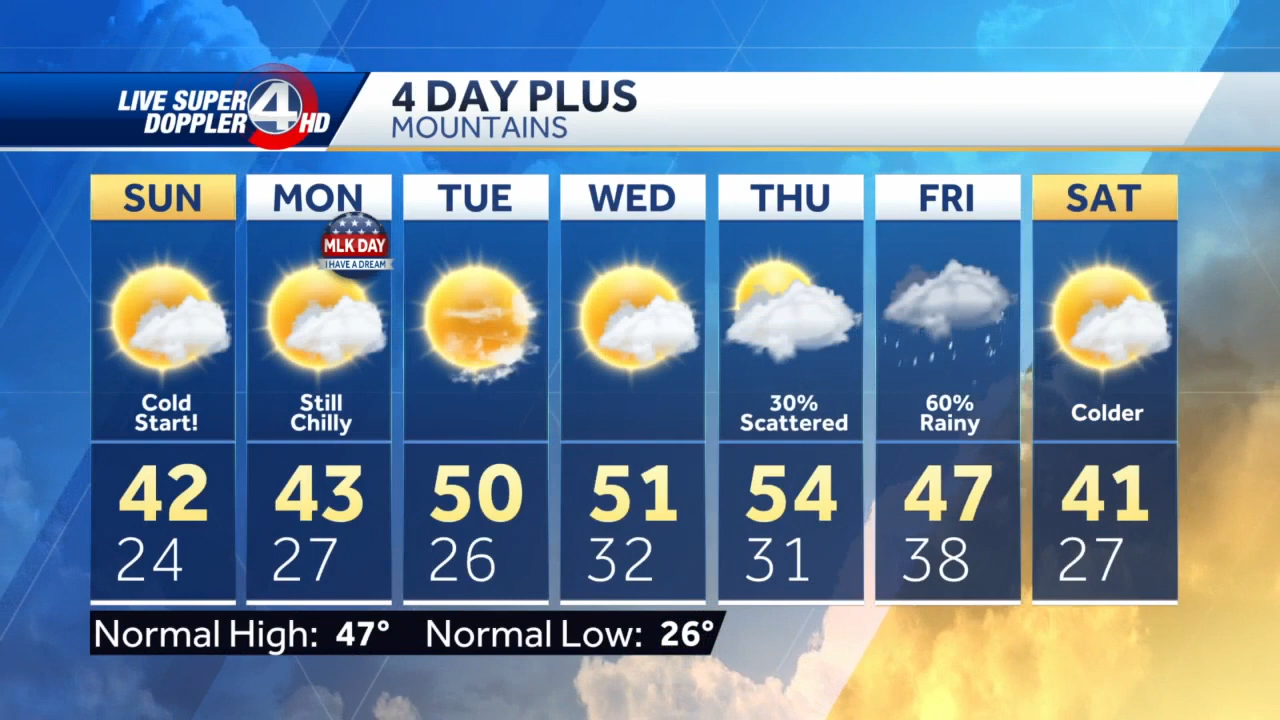 LIVE SUPER
DOPPLER 4 HD
4 DAY PLUS
MOUNTAINS
SUN MON TUE WED THU FRI SAT
MLK DAY
I HAVE A DREAM
Cold
Start!
Still
Chilly
30%
Scattered
60%
Rainy
Colder
42 43 50 51 54 47 41
24 27 26 32 31 38 27
Normal High: 47° Normal Low: 26°